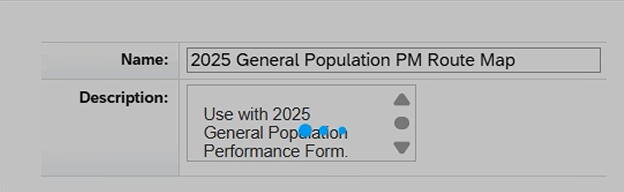 Name: 2025 General Population PM Route Map
Description:
Use with 2025
General Population
Performance Form.